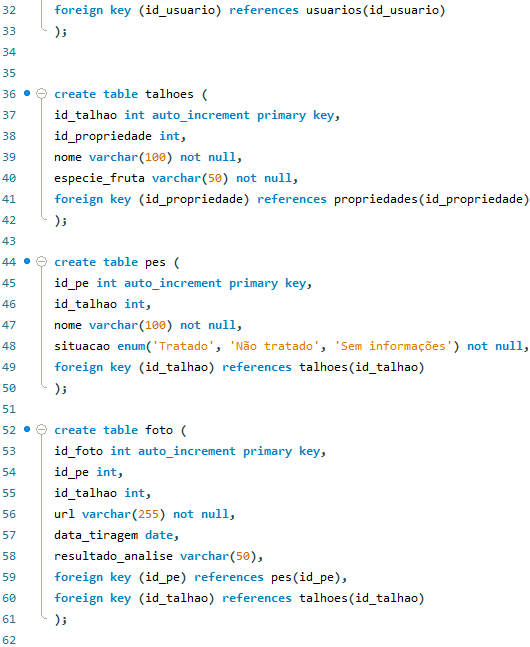 32 foreign key (id_usuario) references usuarios(id_usuario)
33 );
34
35
36 create table talhoes (
37 id_talhao int auto_increment primary key,
38 id_propriedade int,
39 nome varchar(100) not null,
40 especie_fruta varchar(50) not null,
41 foreign key (id_propriedade) references propriedades(id_propriedade)
42 );
43
44 create table pes (
45 id_pe int auto_increment primary key,
46 id_talhao int,
47 nome varchar(100) not null,
48 situacao enum('Tratado', 'Não tratado', 'Sem informações') not null,
49 foreign key (id_talhao) references talhoes(id_talhao)
50 );
51
52 create table foto (
53 id_foto int auto_increment primary key,
54 id_pe int,
55 id_talhao int,
56 url varchar(255) not null,
57 data_tiragem date,
58 resultado_analise varchar(50),
59 foreign key (id_pe) references pes(id_pe),
60 foreign key (id_talhao) references talhoes(id_talhao)
61 );
62